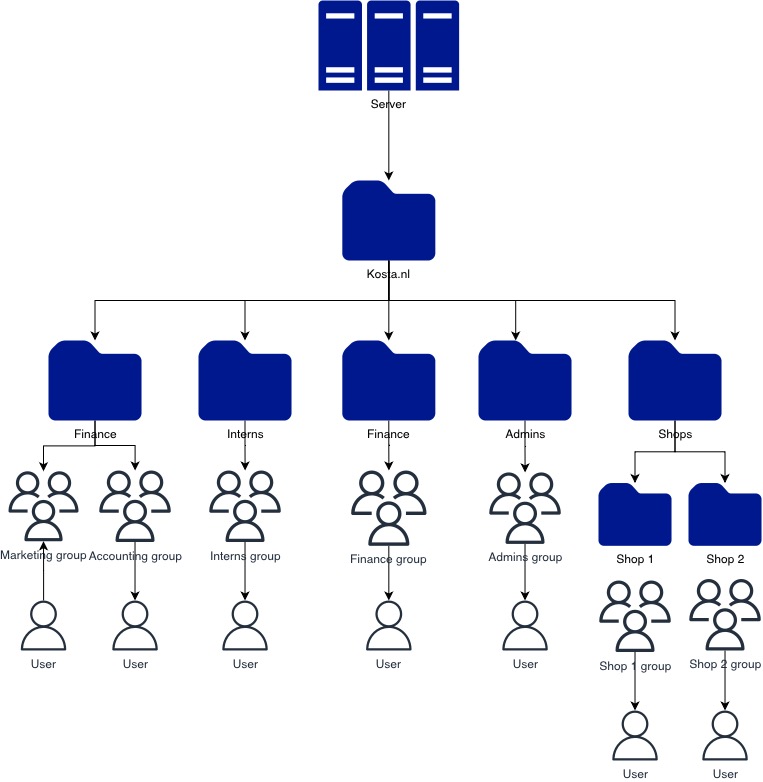 Server
Kosta.nl
Finance
Interns
Finance
Admins
Shops
Marketing group
Accounting group
Interns group
Finance group
Admins group
Shop 1
Shop 2
User
User
User
User
User
Shop 1 group
Shop 2 group
User
User